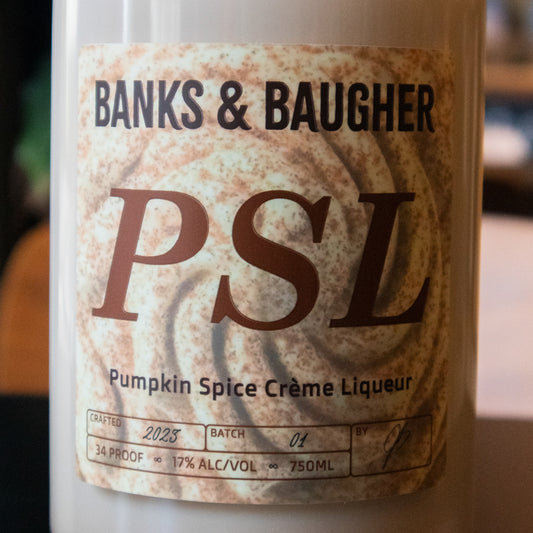 BANKS & BAUGHER
PSL
Pumpkin Spice Crème Liqueur
CRAFTED 2023 BATCH 01 BY
34 PROOF ∞ 17% ALC/VOL ∞ 750ML